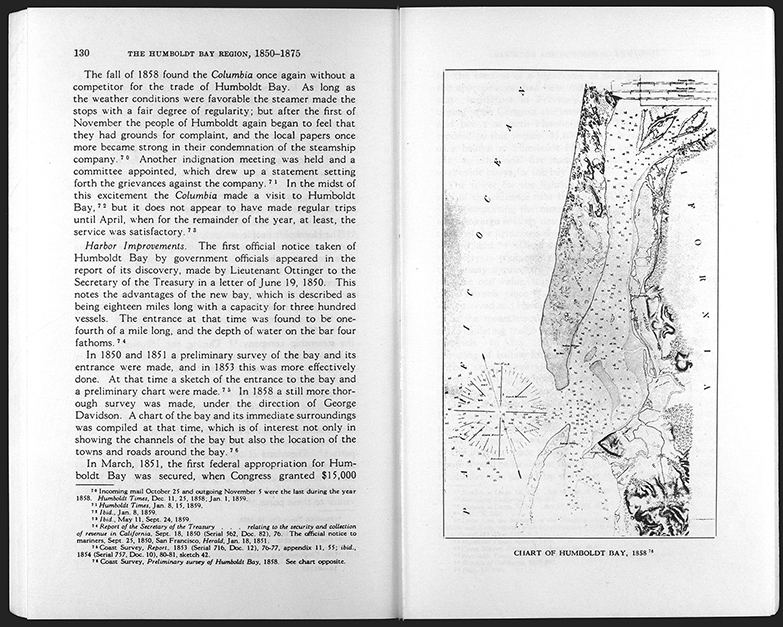 130 THE HUMBOLDT BAY REGION, 1850–1875
The fall of 1858 found the Columbia once again without a
competitor for the trade of Humboldt Bay. As long as
the weather conditions were favorable the steamer made the
stops with a fair degree of regularity; but after the first of
November the people of Humboldt again began to feel that
they had grounds for complaint, and the local papers once
more became strong in their condemnation of the steamship
company.⁷⁰ Another indignation meeting was held and a
committee appointed, which drew up a statement setting
forth the grievances against the company.⁷¹ In the midst of
this excitement the Columbia made a visit to Humboldt
Bay,⁷² but it does not appear to have made regular trips
until April, when for the remainder of the year, at least, the
service was satisfactory.⁷³
Harbor Improvements. The first official notice taken of
Humboldt Bay by government officials appeared in the
report of its discovery, made by Lieutenant Ottinger to the
Secretary of the Treasury in a letter of June 19, 1850. This
notes the advantages of the new bay, which is described as
being eighteen miles long with a capacity for three hundred
vessels. The entrance at that time was found to be one-
fourth of a mile long, and the depth of water on the bar four
fathoms.⁷⁴
In 1850 and 1851 a preliminary survey of the bay and its
entrance were made, and in 1853 this was more effectively
done. At that time a sketch of the entrance to the bay and
a preliminary chart were made.⁷⁵ In 1858 a still more thor-
ough survey was made, under the direction of George
Davidson. A chart of the bay and its immediate surroundings
was compiled at that time, which is of interest not only in
showing the channels of the bay but also the location of the
towns and roads around the bay.⁷⁶
In March, 1851, the first federal appropriation for Hum-
boldt Bay was secured, when Congress granted $15,000
⁷⁰ Incoming mail October 25 and outgoing November 5 were the last during the year
1858. Humboldt Times, Dec. 11, 25, 1858; Jan. 1, 1859.
⁷¹ Humboldt Times, Jan. 8, 15, 1859.
⁷² Ibid., Jan. 8, 1859.
⁷³ Ibid., May 11, Sept. 24, 1859.
⁷⁴ Report of the Secretary of the Treasury . . . . relating to the security and collection
of revenue in California, Sept. 18, 1850 (Serial 562, Doc. 82), 76. The official notice to
mariners, Sept. 25, 1850, San Francisco, Herald, Jan. 18, 1851.
⁷⁵ Coast Survey, Report, 1853 (Serial 716, Doc. 12), 76-77, appendix 11, 55; ibid.,
1854 (Serial 757, Doc. 10), 80-81, sketch 42.
⁷⁶ Coast Survey, Preliminary survey of Humboldt Bay, 1858. See chart opposite.
PACIFIC OCEAN
IFORNIA
CHART OF HUMBOLDT BAY, 1858⁷⁶